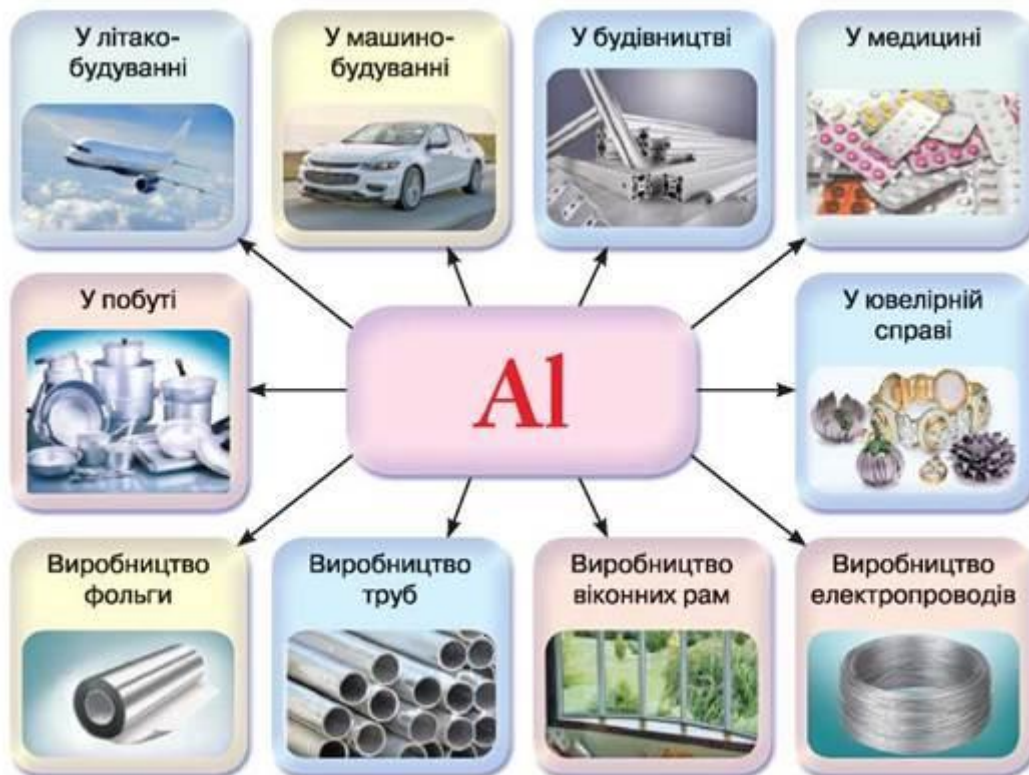 У літако-
будуванні
У машино-
будуванні
У будівництві
У медицині
У побуті
Al
У ювелірній
справі
Виробництво
фольги
Виробництво
труб
Виробництво
віконних рам
Виробництво
електропроводів